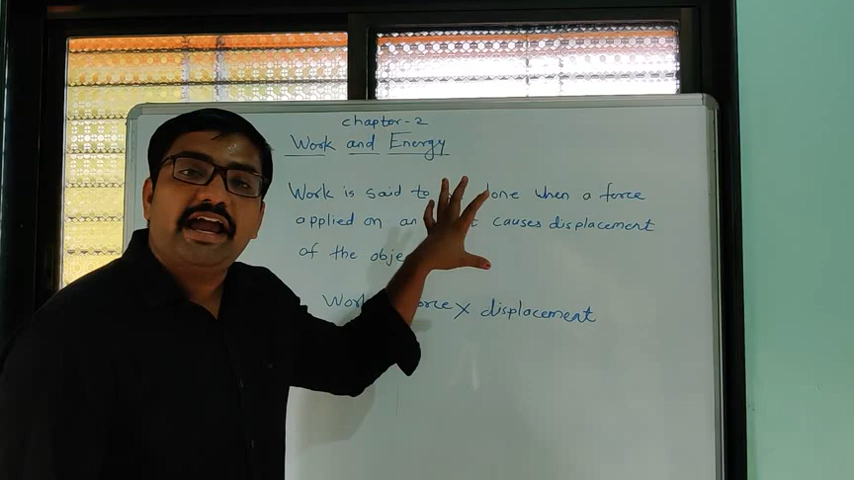 chapter-2
Work and Energy
Work is said to done when a force
applied on an causes displacement
of the obje
Work force x displacement